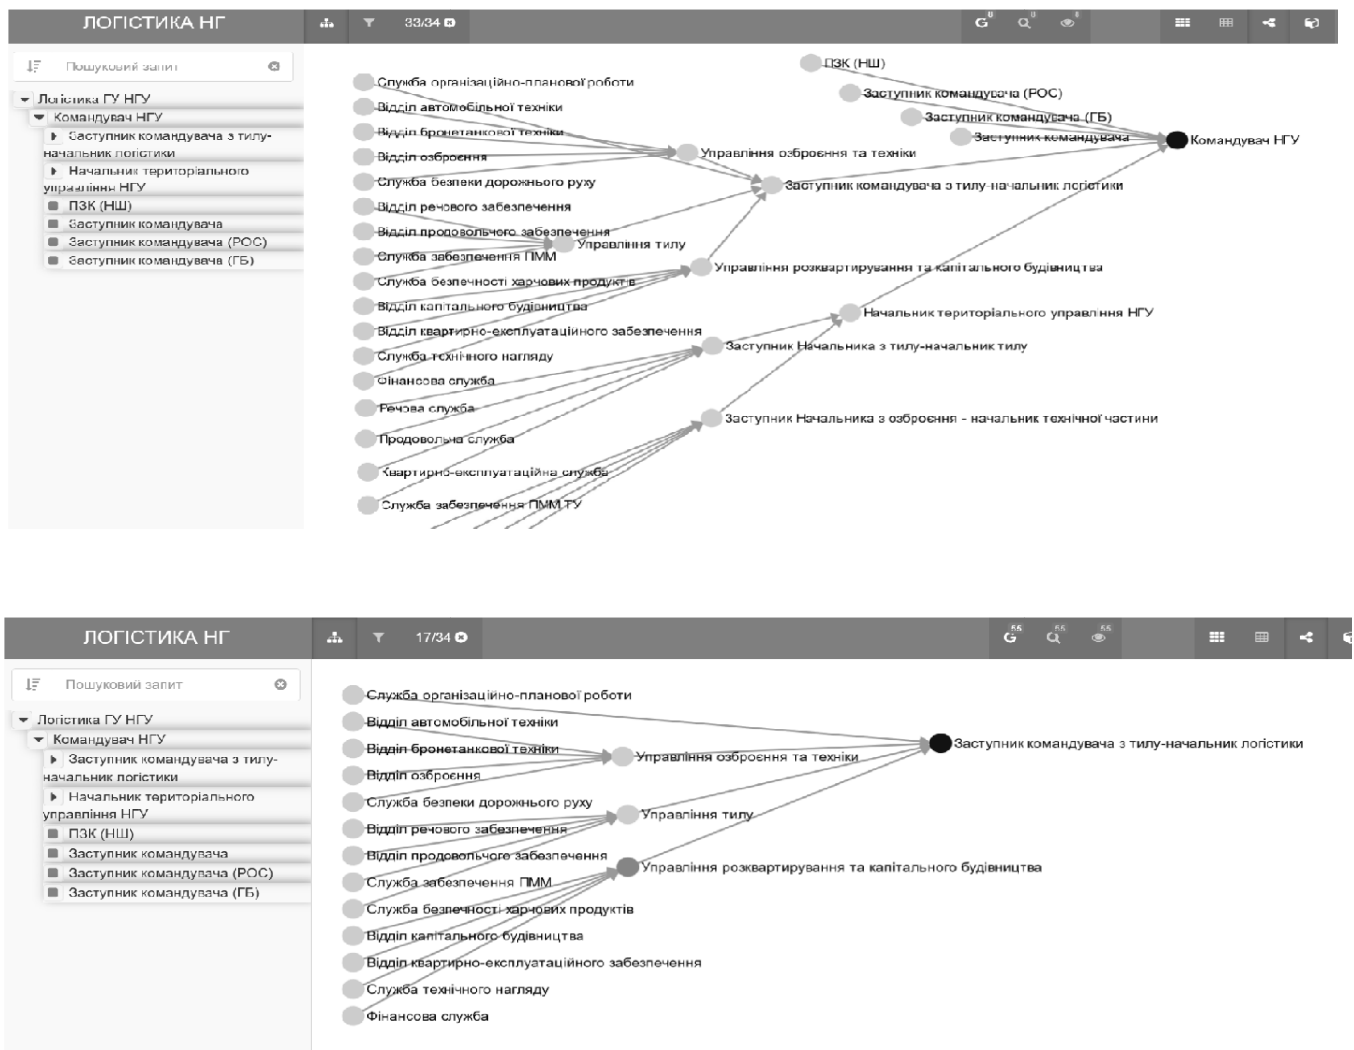 ЛОГІСТИКА НГ
33/34
0
0
0
Пошуковий запит
Логістика ГУ НГУ
Командувач НГУ
Заступник командувача з тилу-
начальник логістики
Начальник територіального
управління НГУ
ПЗК (НШ)
Заступник командувача
Заступник командувача (РОС)
Заступник командувача (ГБ)
ПЗК (НШ)
Служба організаційно-планової роботи
Заступник командувача (РОС)
Відділ автомобільної техніки
Заступник командувача (ГБ)
Відділ бронетанкової техніки
Заступник командувача
Командувач НГУ
Управління озброєння та техніки
Відділ озброєння
Служба безпеки дорожнього руху
Заступник командувача з тилу-начальник логістики
Відділ речового забезпечення
Відділ продовольчого забезпечення
Управління тилу
Служба забезпечення ПММ
Управління розквартирування та капітального будівництва
Служба безпечності харчових продуктів
Відділ капітального будівництва
Начальник територіального управління НГУ
Відділ квартирно-експлуатаційного забезпечення
Заступник Начальника з тилу-начальник тилу
Служба технічного нагляду
Фінансова служба
Речова служба
Заступник Начальника з озброєння - начальник технічної частини
Продовольча служба
Квартирно-експлуатаційна служба
Служба забезпечення ПММ ТУ
ЛОГІСТИКА НГ
17/34
55
55
55
Пошуковий запит
Логістика ГУ НГУ
Командувач НГУ
Заступник командувача з тилу-
начальник логістики
Начальник територіального
управління НГУ
ПЗК (НШ)
Заступник командувача
Заступник командувача (РОС)
Заступник командувача (ГБ)
Служба організаційно-планової роботи
Відділ автомобільної техніки
Заступник командувача з тилу-начальник логістики
Відділ бронетанкової техніки
Управління озброєння та техніки
Відділ озброєння
Служба безпеки дорожнього руху
Управління тилу
Відділ речового забезпечення
Відділ продовольчого забезпечення
Управління розквартирування та капітального будівництва
Служба забезпечення ПММ
Служба безпечності харчових продуктів
Відділ капітального будівництва
Відділ квартирно-експлуатаційного забезпечення
Служба технічного нагляду
Фінансова служба